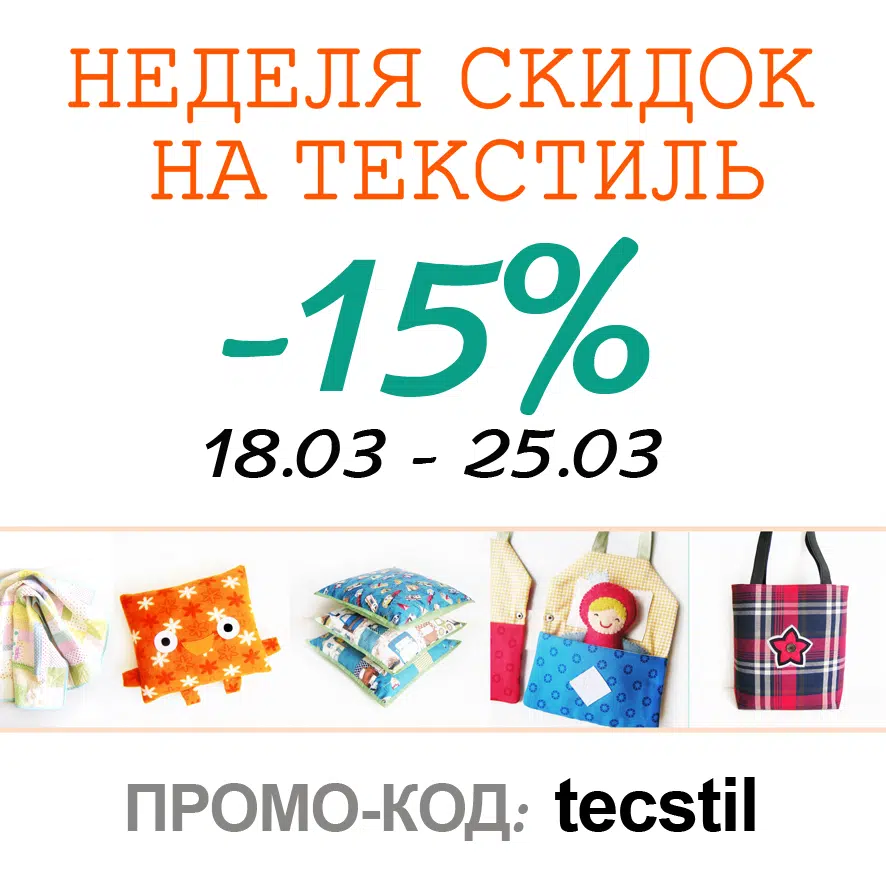 НЕДЕЛЯ СКИДОК
НА ТЕКСТИЛЬ
-15%
18.03 - 25.03
ПРОМО-КОД: tecstil